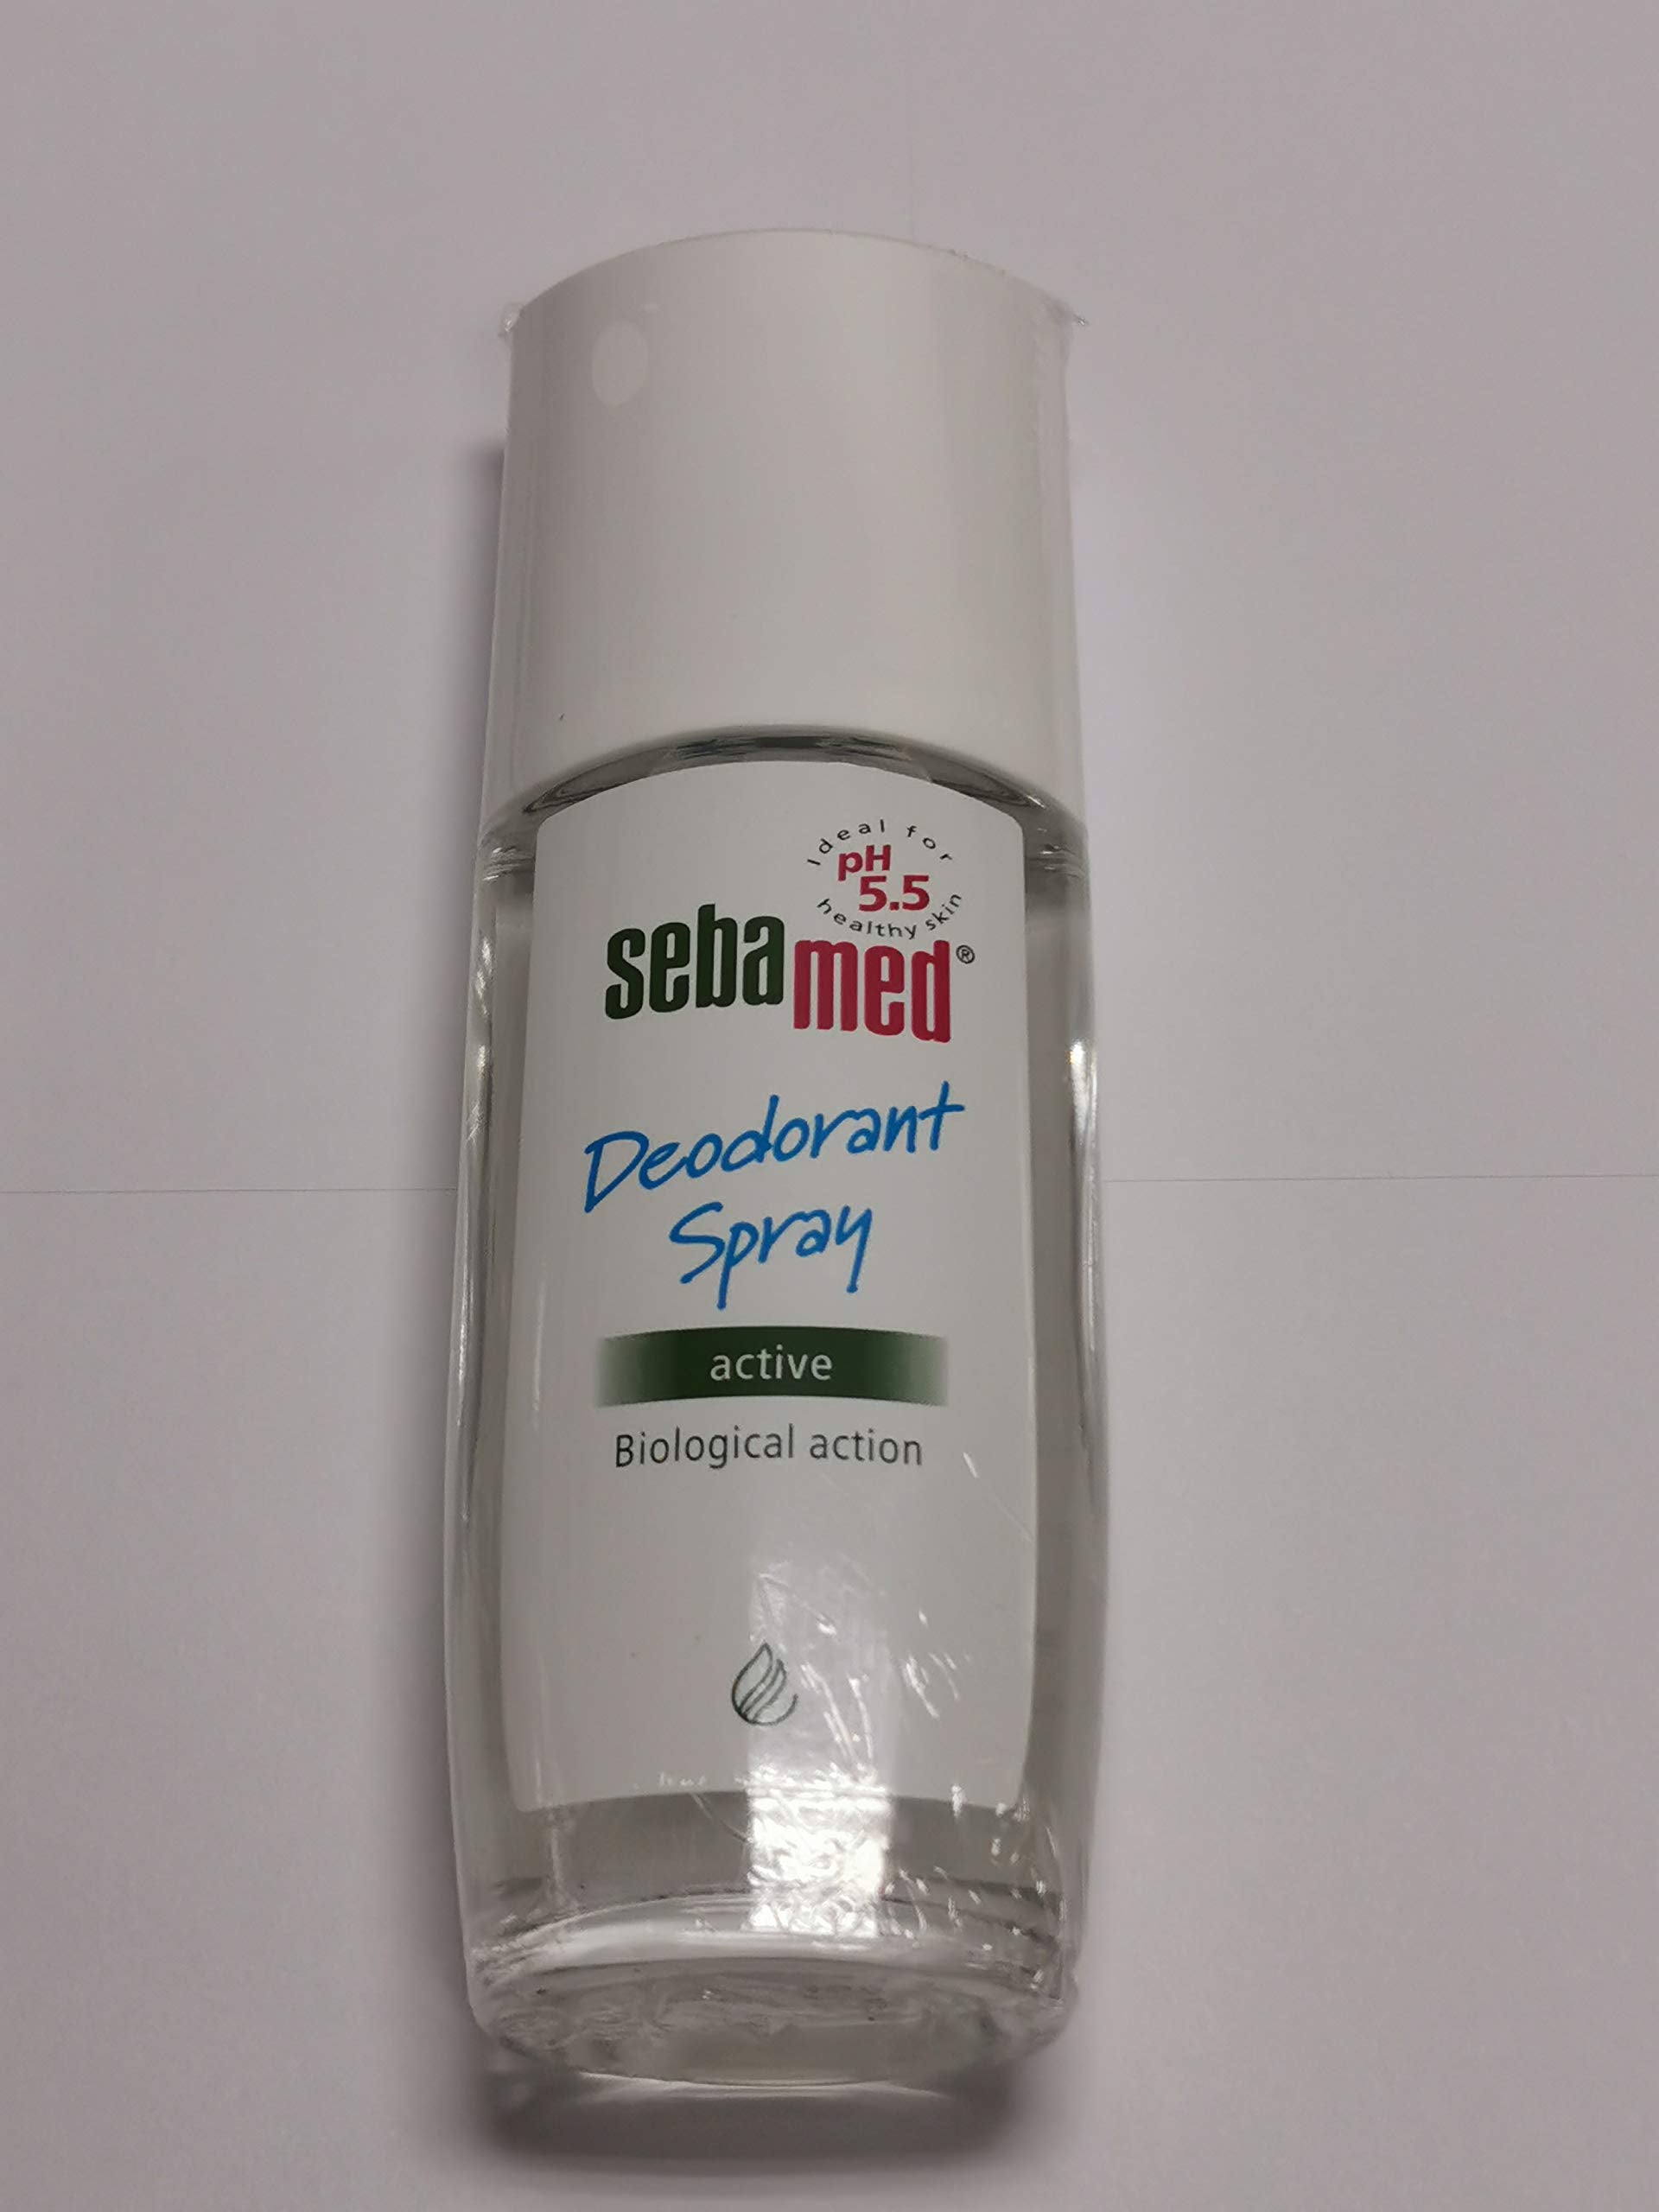 Ideal for
pH
5.5
healthy skin
sebamed®
Deodorant
Spray
active
Biological action